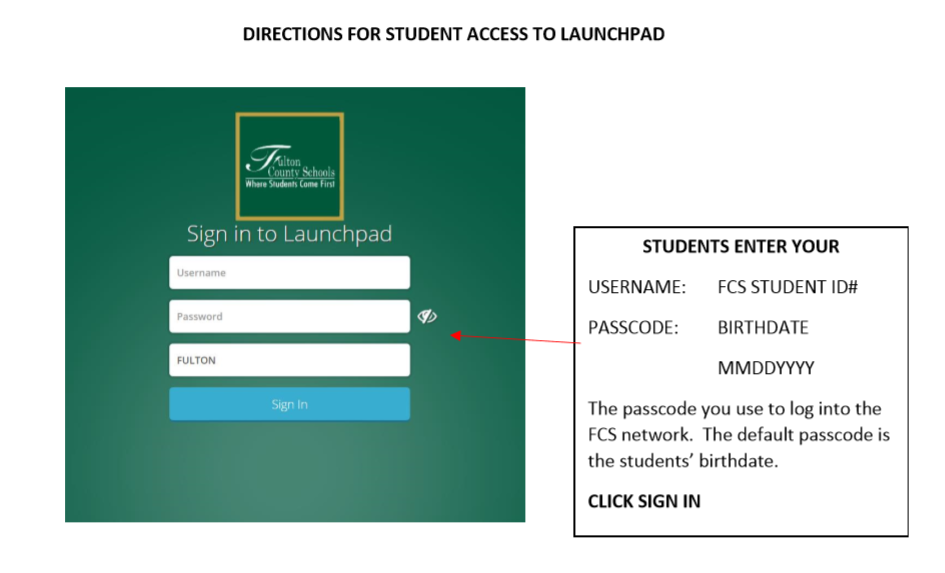 DIRECTIONS FOR STUDENT ACCESS TO LAUNCHPAD
Fulton
County Schools
Where Students Come First
Sign in to Launchpad
Username
Password
FULTON
Sign In
STUDENTS ENTER YOUR
USERNAME: FCS STUDENT ID#
PASSCODE: BIRTHDATE
MMDDYYYY
The passcode you use to log into the
FCS network. The default passcode is
the students’ birthdate.
CLICK SIGN IN